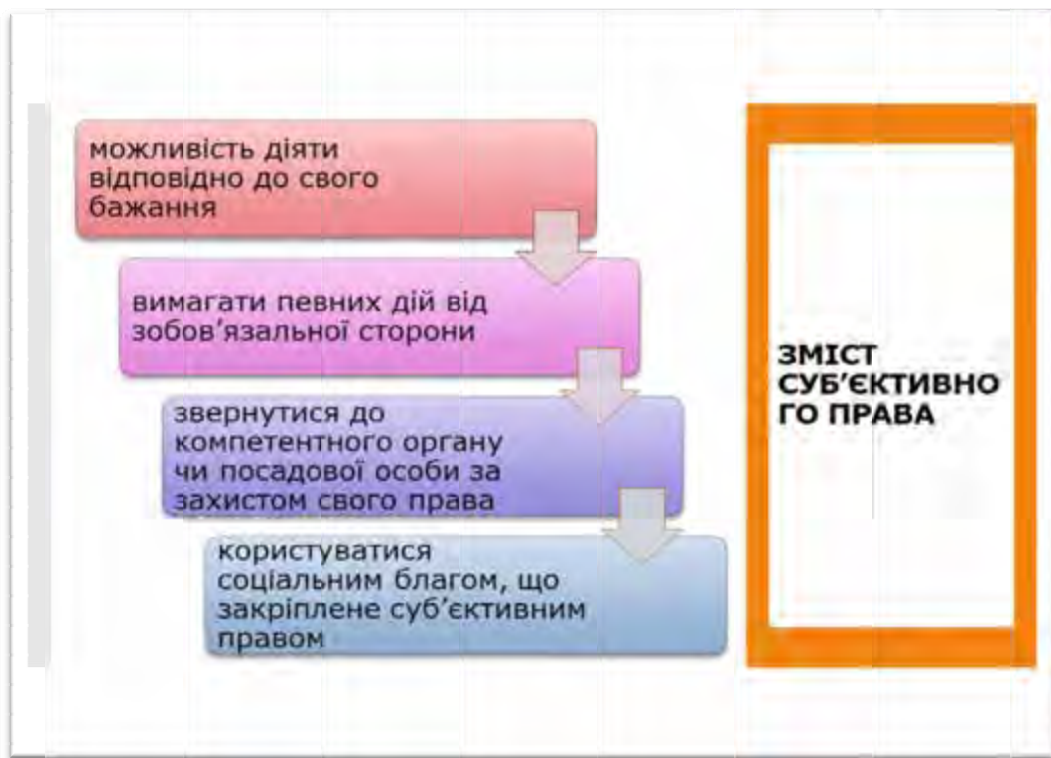 можливість діяти
відповідно до свого
бажання
вимагати певних дій від
зобов’язальної сторони
звернутися до
компетентного органу
чи посадової особи за
захистом свого права
користуватися
соціальним благом, що
закріплене суб’єктивним
правом
ЗМІСТ
СУБ’ЄКТИВНО
ГО ПРАВА